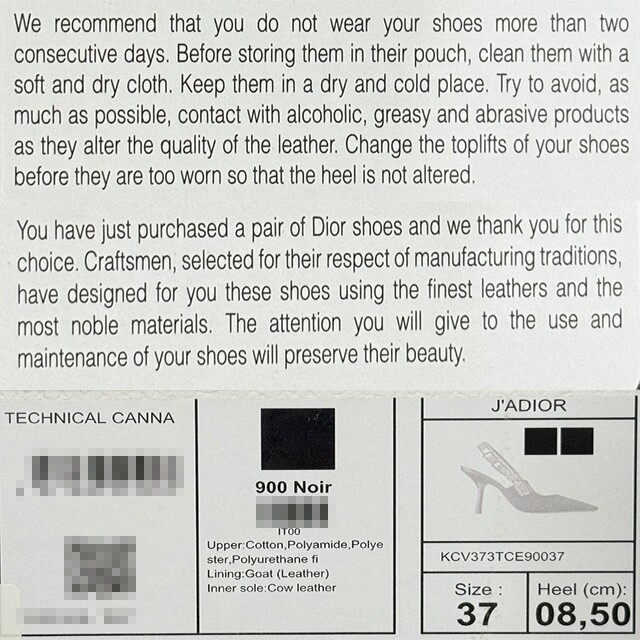 We recommend that you do not wear your shoes more than two
consecutive days. Before storing them in their pouch, clean them with a
soft and dry cloth. Keep them in a dry and cold place. Try to avoid, as
much as possible, contact with alcoholic, greasy and abrasive products
as they alter the quality of the leather. Change the toplifts of your shoes
before they are too worn so that the heel is not altered.
You have just purchased a pair of Dior shoes and we thank you for this
choice. Craftsmen, selected for their respect of manufacturing traditions,
have designed for you these shoes using the finest leathers and the
most noble materials. The attention you will give to the use and
maintenance of your shoes will preserve their beauty.
TECHNICAL CANNA
900 Noir
IT00
Upper:Cotton,Polyamide,Polye
ster,Polyurethane fi
Lining:Goat (Leather)
Inner sole:Cow leather
J'ADIOR
KCV373TCE90037
Size :
37
Heel (cm):
08,50